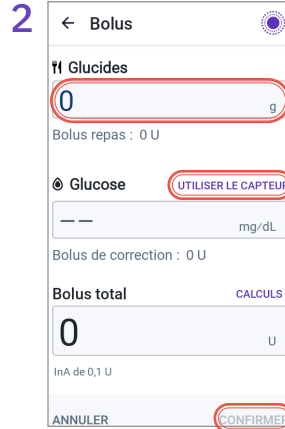 2
← Bolus
Glucides
0 g
Bolus repas : 0 U
Glucose UTILISER LE CAPTEUR
-- mg/dL
Bolus de correction : 0 U
Bolus total CALCULS
0 U
InA de 0,1 U
ANNULER CONFIRMER